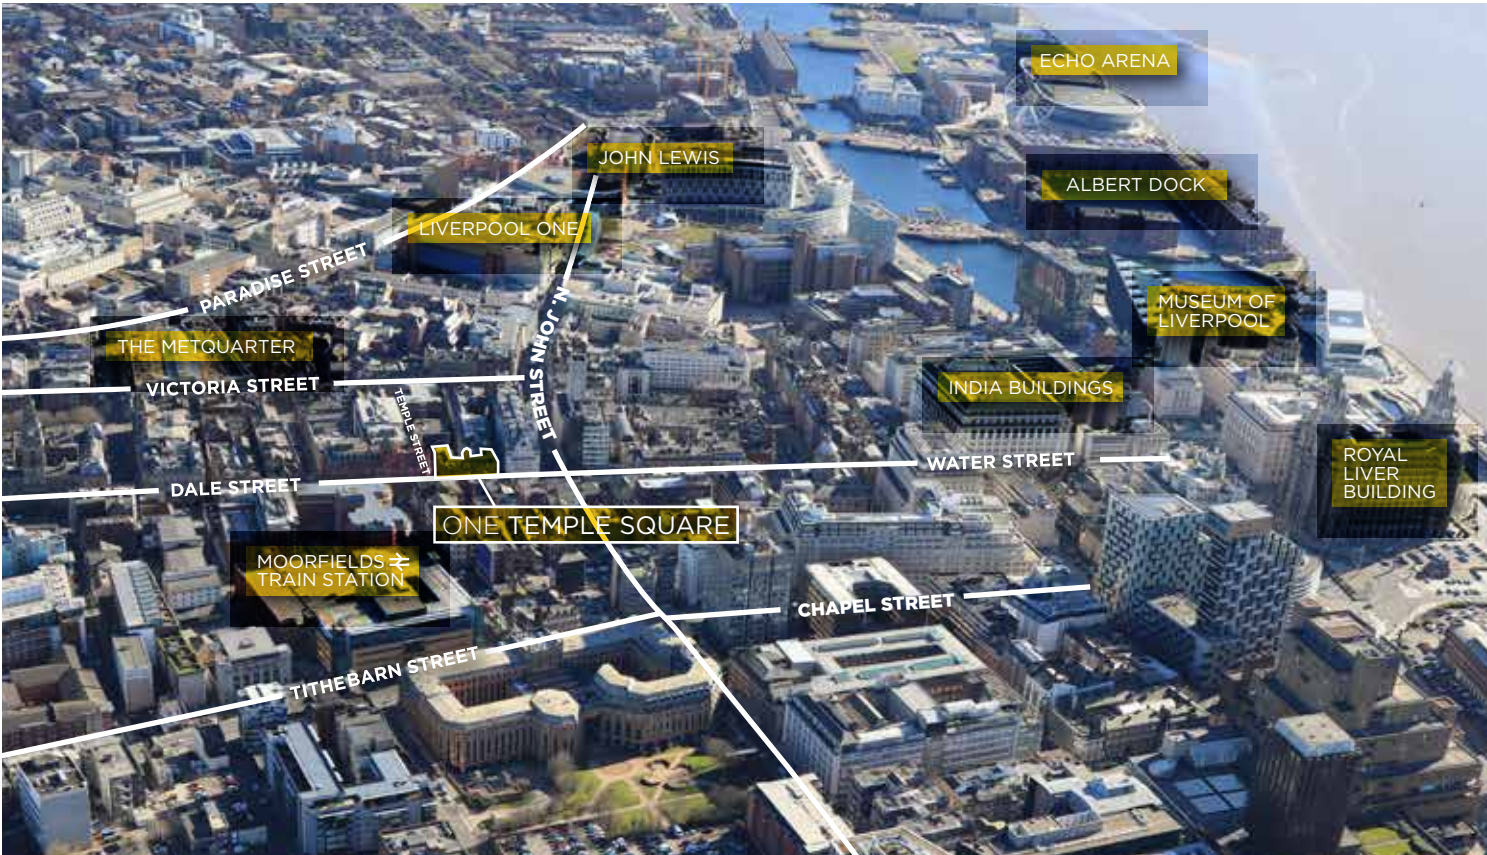 ECHO ARENA
JOHN LEWIS
ALBERT DOCK
LIVERPOOL ONE
PARADISE STREET
N. JOHN STREET
MUSEUM OF
LIVERPOOL
THE METQUARTER
VICTORIA STREET
INDIA BUILDINGS
TEMPLE STREET
WATER STREET
ROYAL
LIVER
BUILDING
DALE STREET
ONE TEMPLE SQUARE
MOORFIELDS
TRAIN STATION
CHAPEL STREET
TITHEBARN STREET